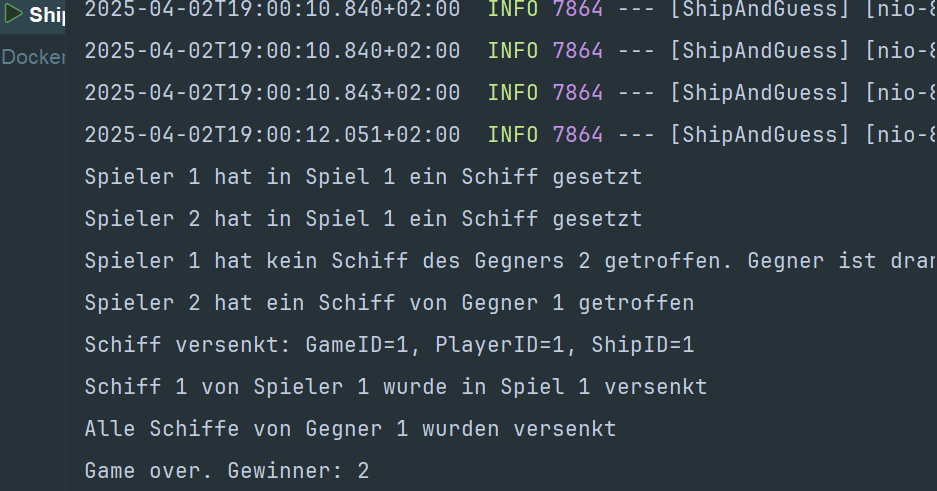 Ship
Docker
2025-04-02T19:00:10.840+02:00 INFO 7864 --- [ShipAndGuess] [nio-8
2025-04-02T19:00:10.840+02:00 INFO 7864 --- [ShipAndGuess] [nio-8
2025-04-02T19:00:10.843+02:00 INFO 7864 --- [ShipAndGuess] [nio-8
2025-04-02T19:00:12.051+02:00 INFO 7864 --- [ShipAndGuess] [nio-8
Spieler 1 hat in Spiel 1 ein Schiff gesetzt
Spieler 2 hat in Spiel 1 ein Schiff gesetzt
Spieler 1 hat kein Schiff des Gegners 2 getroffen. Gegner ist dran
Spieler 2 hat ein Schiff von Gegner 1 getroffen
Schiff versenkt: GameID=1, PlayerID=1, ShipID=1
Schiff 1 von Spieler 1 wurde in Spiel 1 versenkt
Alle Schiffe von Gegner 1 wurden versenkt
Game over. Gewinner: 2